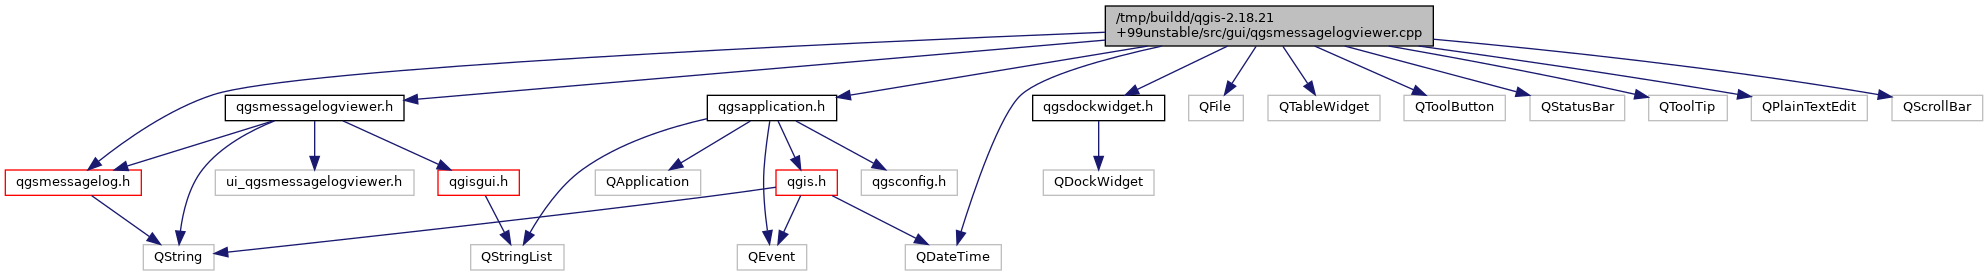 /tmp/buildd/qgis-2.18.21
+99unstable/src/gui/qgsmessagelogviewer.cpp
qgsmessagelogviewer.h
qgsapplication.h
qgsdockwidget.h
QFile
QTableWidget
QToolButton
QStatusBar
QToolTip
QPlainTextEdit
QScrollBar
qgsmessagelog.h
ui_qgsmessagelogviewer.h
qgisgui.h
QApplication
qgis.h
qgsconfig.h
QDockWidget
QString
QStringList
QEvent
QDateTime